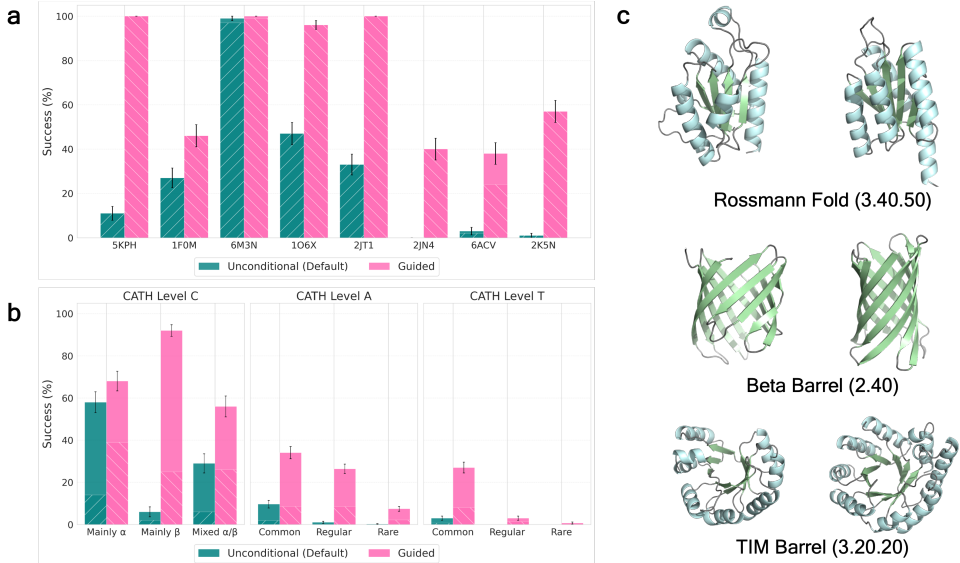 a
Success (%)
100
80
60
40
20
0
5KPH 1F0M 6M3N 1O6X 2JT1 2JN4 6ACV 2K5N
Unconditional (Default) Guided
b
CATH Level C CATH Level A CATH Level T
Success (%)
100
80
60
40
20
0
Mainly α Mainly β Mixed α/β Common Regular Rare Common Regular Rare
Unconditional (Default) Guided
c
Rossmann Fold (3.40.50)
Beta Barrel (2.40)
TIM Barrel (3.20.20)